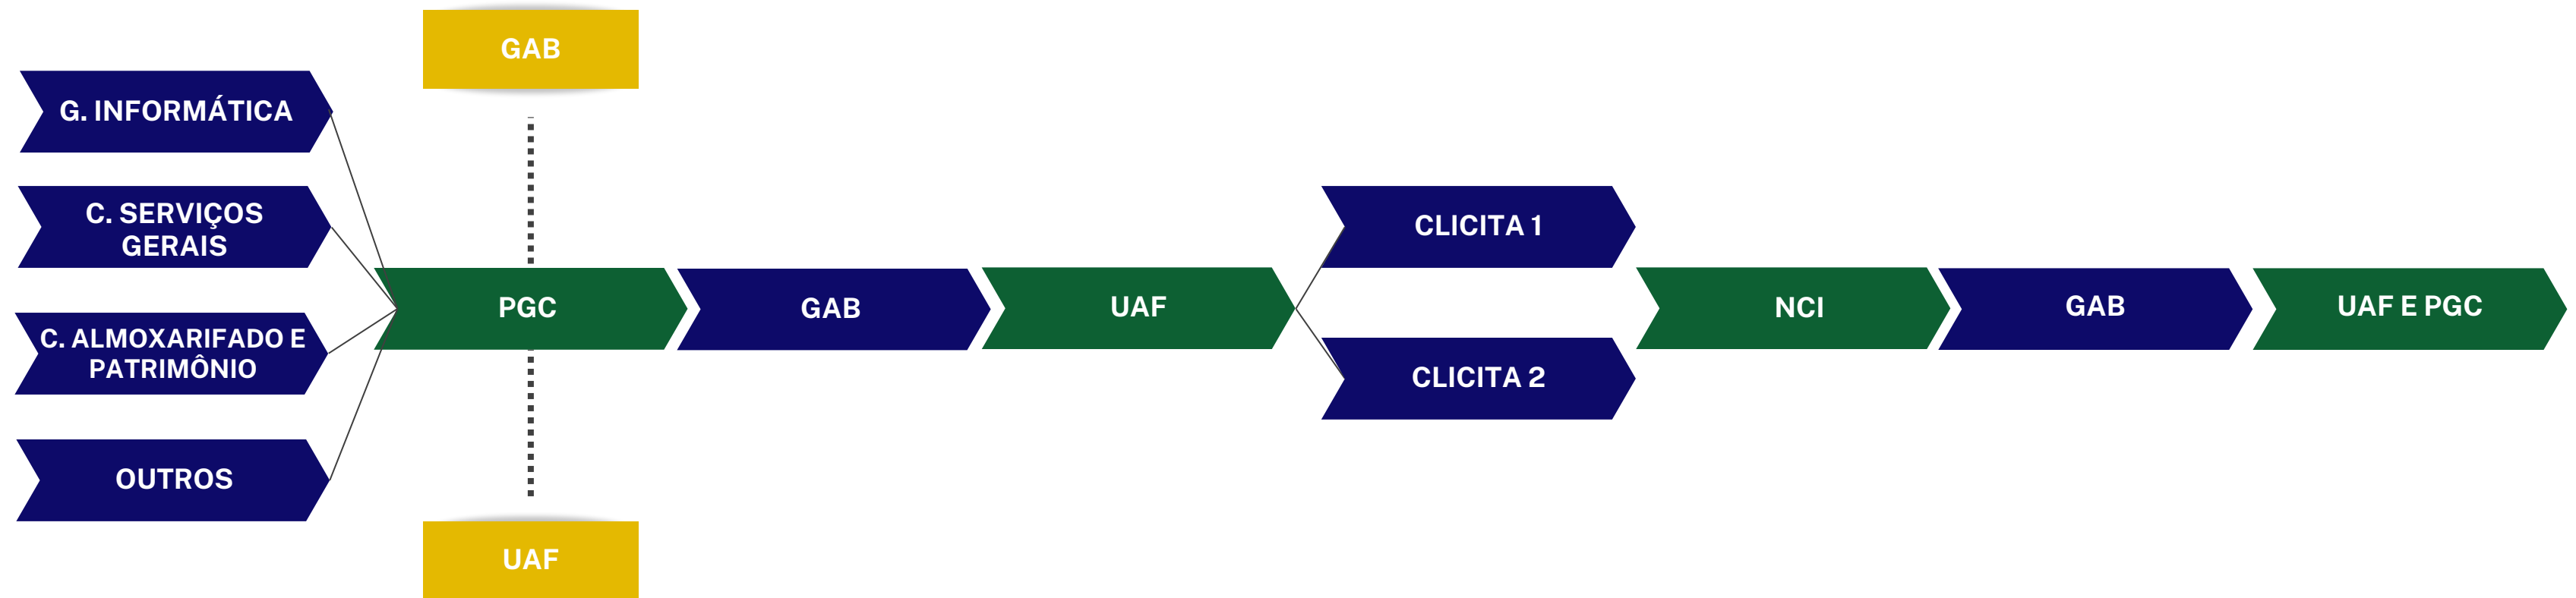 GAB
G. INFORMÁTICA
C. SERVIÇOS
GERAIS
C. ALMOXARIFADO E
PATRIMÔNIO
OUTROS
PGC
UAF
GAB
UAF
CLICITA 1
CLICITA 2
NCI
GAB
UAF E PGC